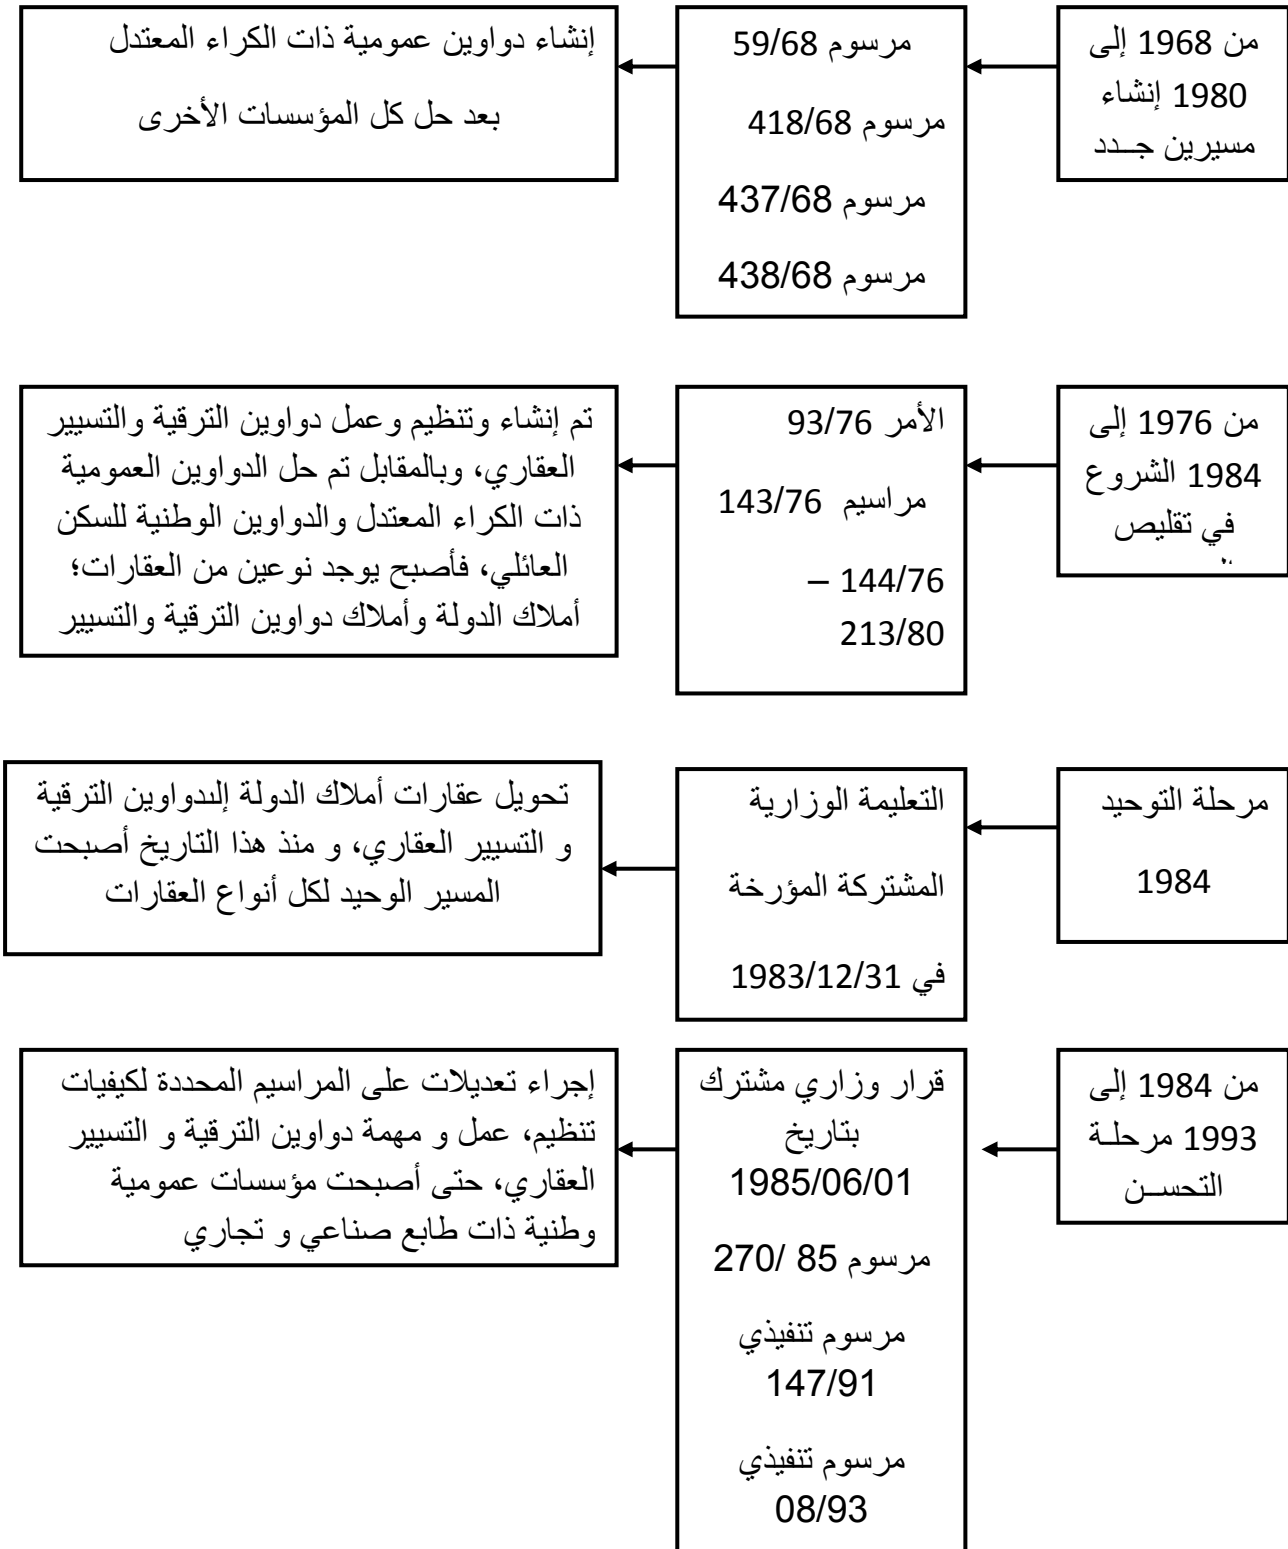 من 1968 إلى
1980 إنشاء
مسيرين جــدد
مرسوم 59/68
مرسوم 418/68
مرسوم 437/68
مرسوم 438/68
إنشاء دواوين عمومية ذات الكراء المعتدل
بعد حل كل المؤسسات الأخرى
من 1976 إلى
1984 الشروع
في تقليص
الأمر 93/76
مراسيم 143/76
144/76 –
213/80
تم إنشاء وتنظيم وعمل دواوين الترقية والتسيير
العقاري، وبالمقابل تم حل الدواوين العمومية
ذات الكراء المعتدل والدواوين الوطنية للسكن
العائلي، فأصبح يوجد نوعين من العقارات؛
أملاك الدولة وأملاك دواوين الترقية والتسيير
مرحلة التوحيد
1984
التعليمة الوزارية
المشتركة المؤرخة
في 1983/12/31
تحويل عقارات أملاك الدولة إلىدواوين الترقية
و التسيير العقاري، و منذ هذا التاريخ أصبحت
المسير الوحيد لكل أنواع العقارات
من 1984 إلى
1993 مرحلـة
التحســن
قرار وزاري مشترك
بتاريخ
1985/06/01
مرسوم 85 /270
مرسوم تنفيذي
147/91
مرسوم تنفيذي
08/93
إجراء تعديلات على المراسيم المحددة لكيفيات
تنظيم، عمل و مهمة دواوين الترقية و التسيير
العقاري، حتى أصبحت مؤسسات عمومية
وطنية ذات طابع صناعي و تجاري